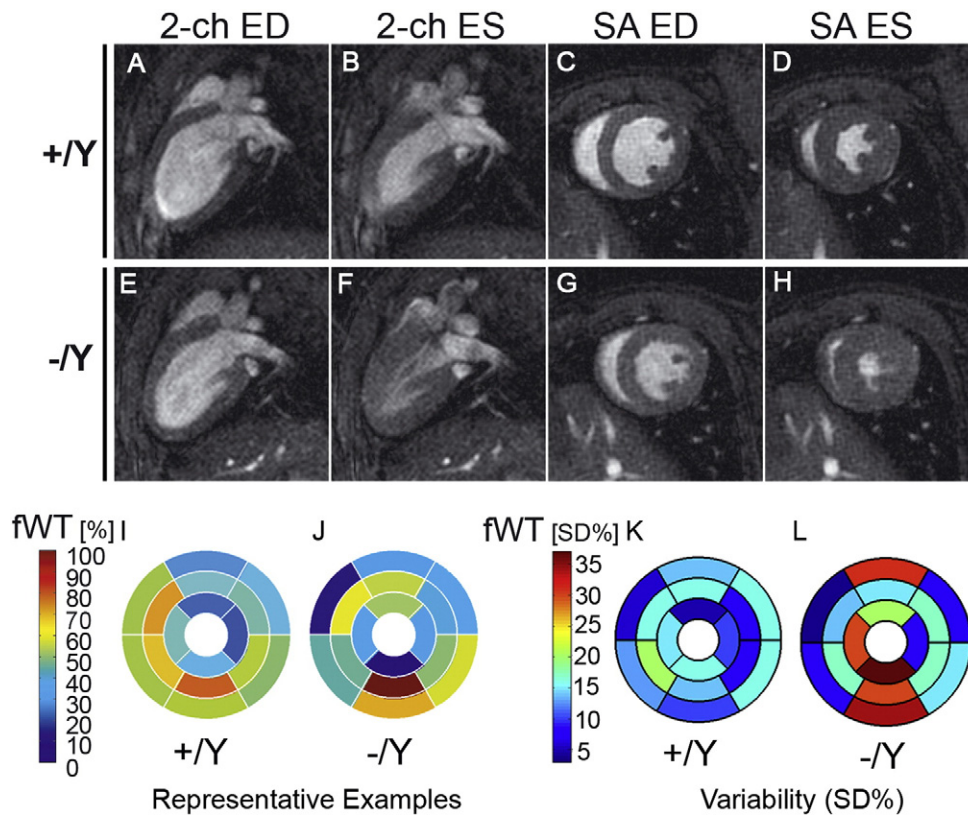 2-ch ED 2-ch ES SA ED SA ES
A B C D
+/Y
E F G H
-/Y
fWT [%] I J fWT [SD%] K L
100
90
80
70
60
50
40
30
20
10
0
35
30
25
20
15
10
5
+/Y -/Y +/Y -/Y
Representative Examples Variability (SD%)